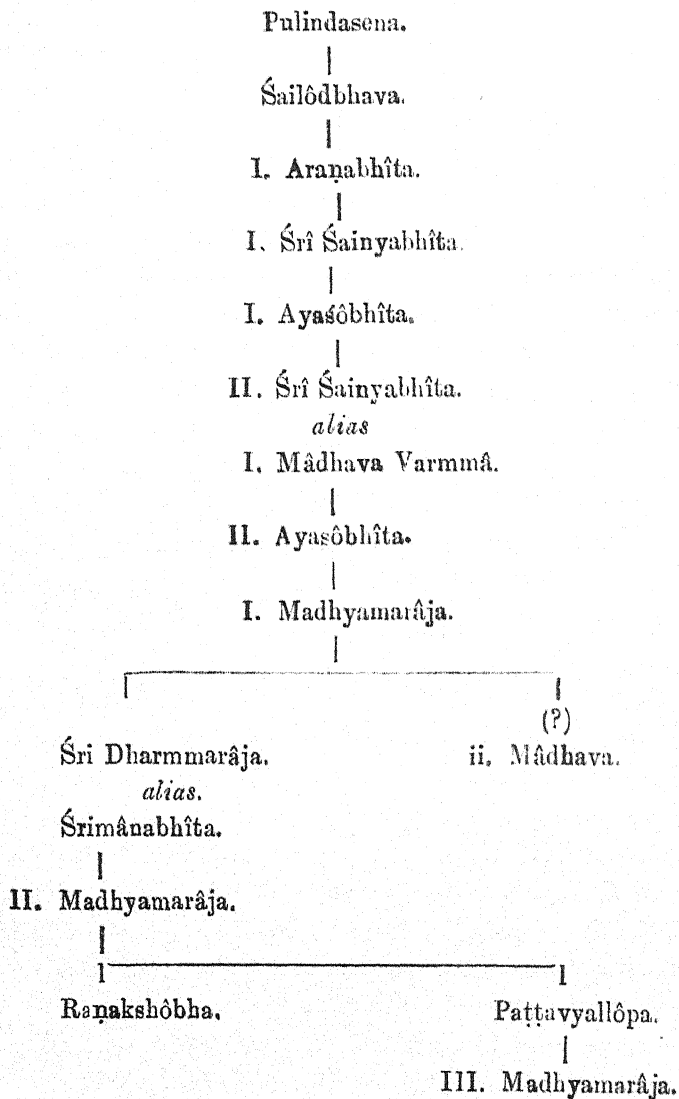 Pulindasena.
Śailôdbhava.
I. Araṇabhîta.
I. Śrî Śainyabhîta.
I. Ayaśôbhîta.
II. Śrî Śainyabhîta.
alias
I. Mâdhava Varmmâ.
II. Ayasôbhîta.
I. Madhyamarâja.
(?)
Śri Dharmmarâja. ii. Mâdhava.
alias.
Śrimânabhîta.
II. Madhyamarâja.
Raṇakshôbha. Paṭṭavyallôpa.
III. Madhyamarâja.